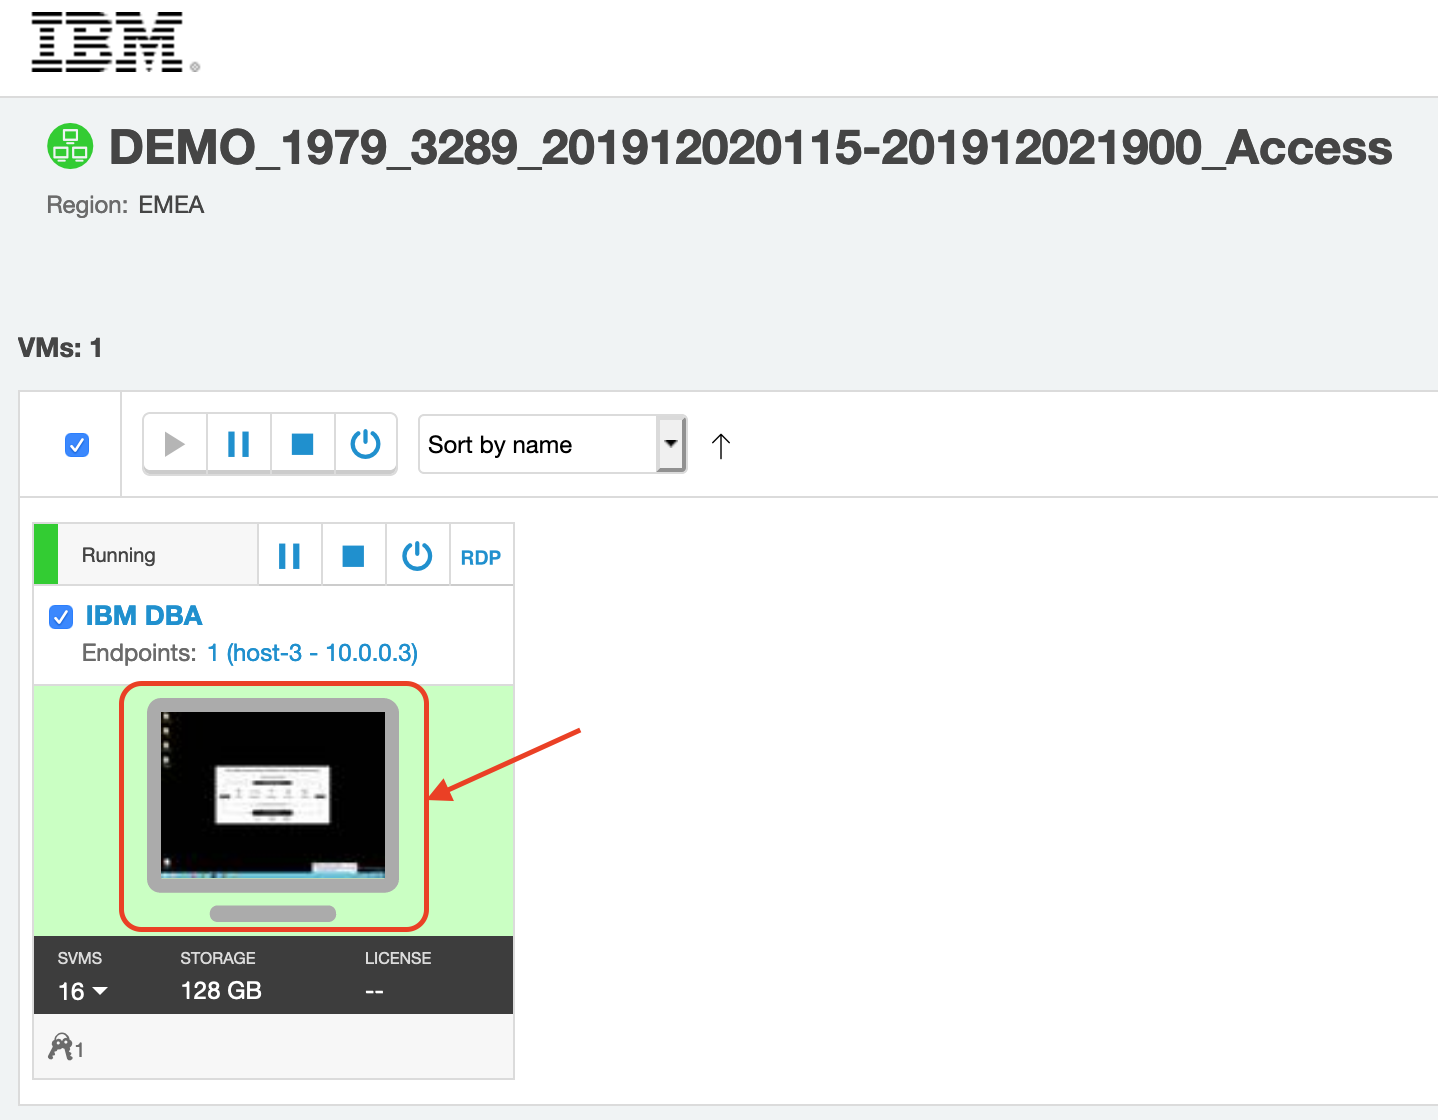 IBM®
DEMO_1979_3289_201912020115-201912021900_Access
Region: EMEA
VMs: 1
Sort by name
Running
RDP
IBM DBA
Endpoints: 1 (host-3 - 10.0.0.3)
SVMS STORAGE LICENSE
16 128 GB --
1